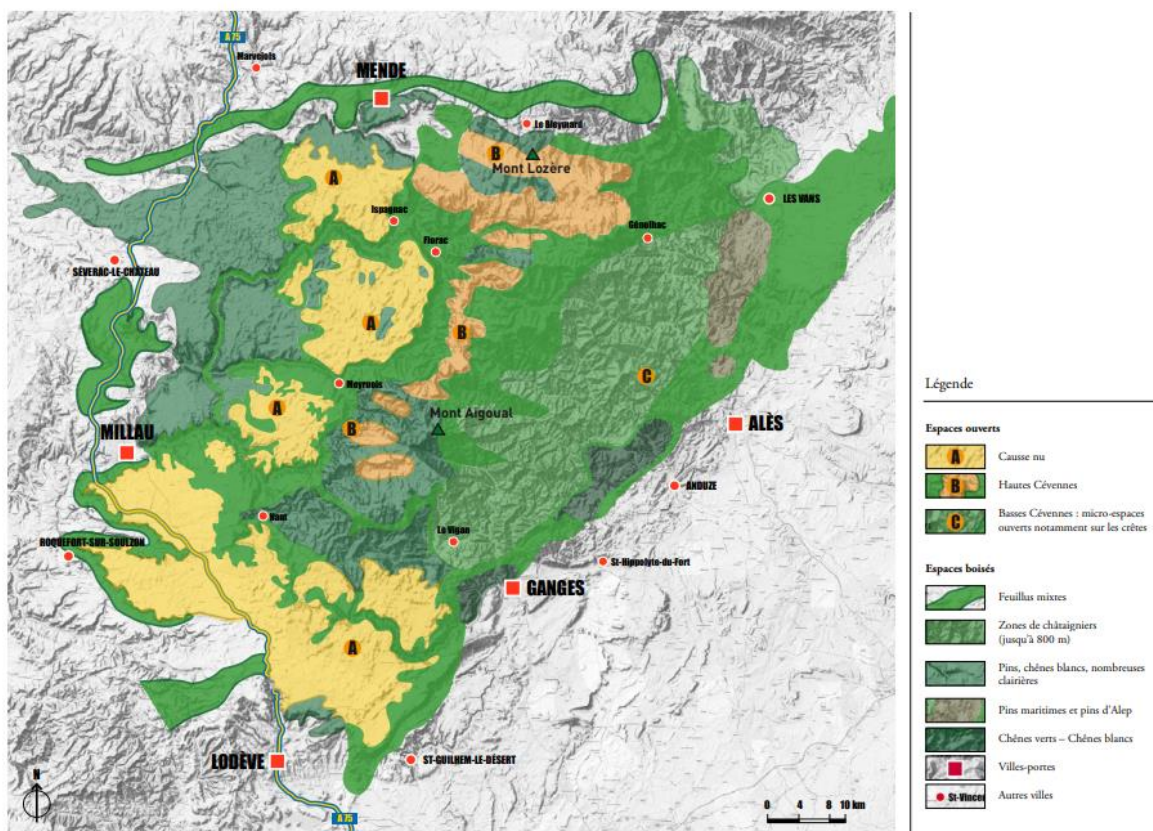 A 75
Marvejols
MENDE
Le Bleymard
B
Mont Lozère
A
LES VANS
Ispagnac
Génolhac
Florac
SÉVERAC-LE-CHÂTEAU
A
B
C
Meyrueis
A
Mont Aigoual
B
MILLAU
ALÈS
ANDUZE
Nant
Le Vigan
ROQUEFORT-SUR-SOULZON
St-Hippolyte-du-Fort
GANGES
A
LODÈVE
ST-GUILHEM-LE-DÉSERT
N
0 4 8 10 km
A 75
Légende
Espaces ouverts
A Causse nu
B Hautes Cévennes
C Basses Cévennes : micro-espaces
ouverts notamment sur les crêtes
Espaces boisés
Feuillus mixtes
Zones de châtaigniers
(jusqu'à 800 m)
Pins, chênes blancs, nombreuses
clairières
Pins maritimes et pins d'Alep
Chênes verts – Chênes blancs
Villes-portes
St-Vincen Autres villes